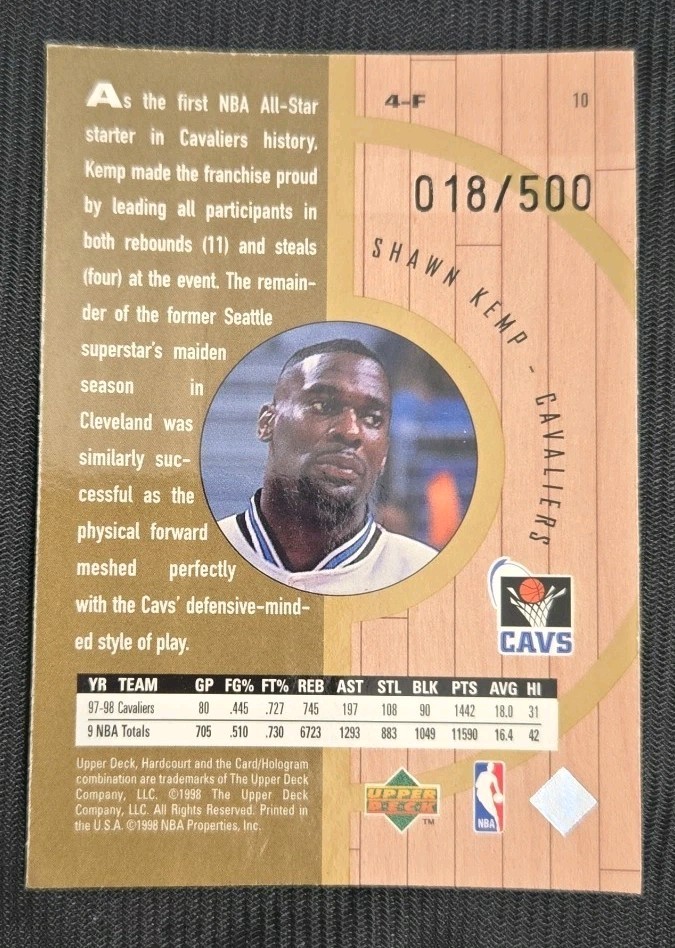 As the first NBA All-Star
starter in Cavaliers history,
Kemp made the franchise proud
by leading all participants in
both rebounds (11) and steals
(four) at the event. The remain-
der of the former Seattle
superstar's maiden
season in
Cleveland was
similarly suc-
cessful as the
physical forward
meshed perfectly
with the Cavs' defensive-mind-
ed style of play.
4-F
10
018/500
SHAWN KEMP - CAVALIERS
CAVS
YR TEAM GP FG% FT% REB AST STL BLK PTS AVG HI
97-98 Cavaliers 80 .445 .727 745 197 108 90 1442 18.0 31
9 NBA Totals 705 .510 .730 6723 1293 883 1049 11590 16.4 42
Upper Deck, Hardcourt and the Card/Hologram
combination are trademarks of The Upper Deck
Company, LLC. ©1998 The Upper Deck
Company, LLC. All Rights Reserved. Printed in
the U.S.A. ©1998 NBA Properties, Inc.
UPPER
DECK
TM
NBA